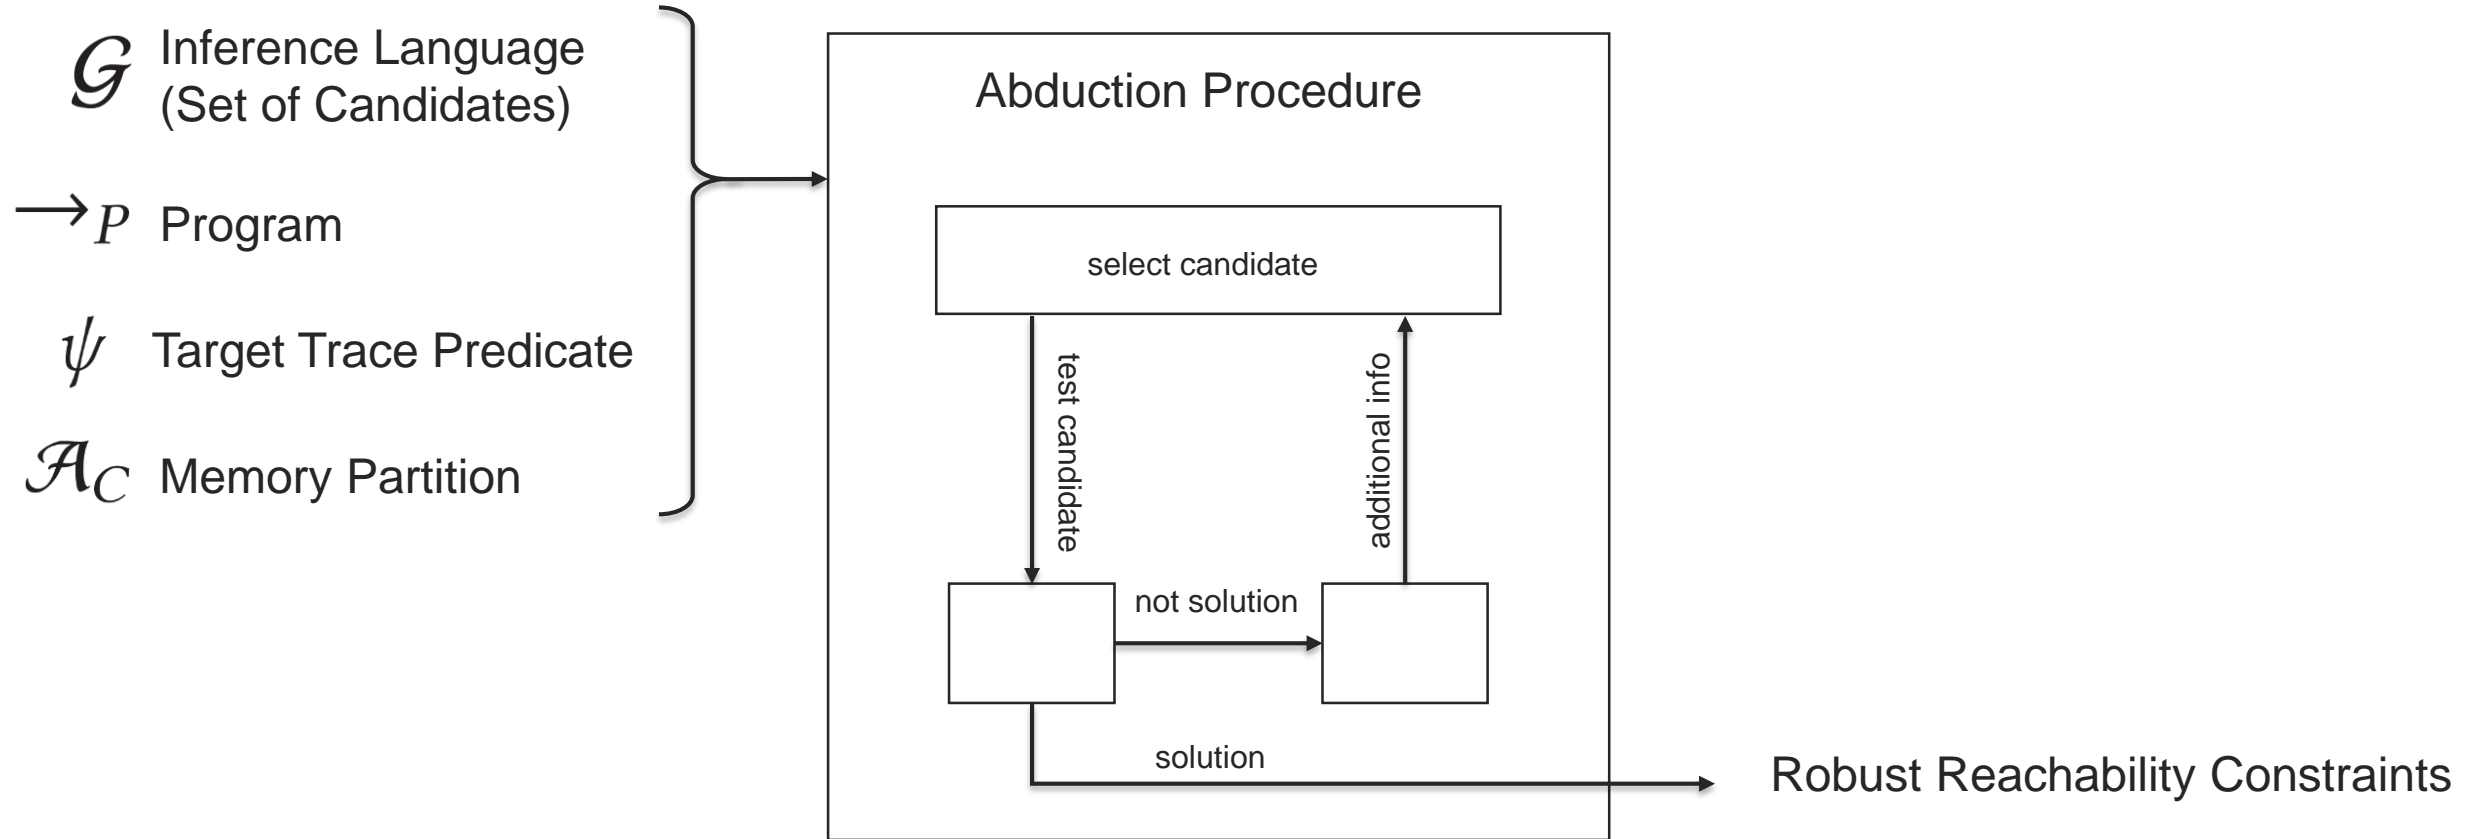 𝒢 Inference Language
(Set of Candidates)
→P Program
ψ Target Trace Predicate
𝒜C Memory Partition
Abduction Procedure
select candidate
test candidate
additional info
not solution
solution
Robust Reachability Constraints